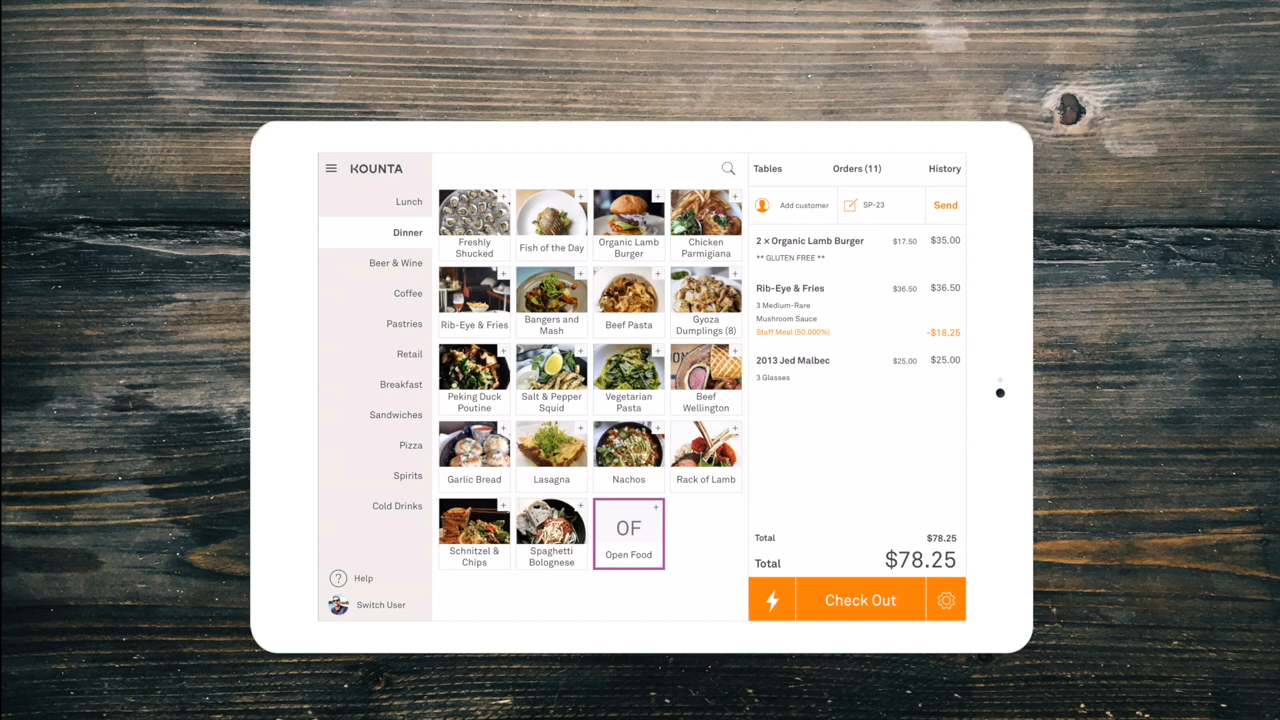 KOUNTA
Lunch
Dinner
Beer & Wine
Coffee
Pastries
Retail
Breakfast
Sandwiches
Pizza
Spirits
Cold Drinks
Help
Switch User
Freshly
Shucked
Fish of the Day
Organic Lamb
Burger
Chicken
Parmigiana
Rib-Eye & Fries
Bangers and
Mash
Beef Pasta
Gyoza
Dumplings (8)
Peking Duck
Poutine
Salt & Pepper
Squid
Vegetarian
Pasta
Beef
Wellington
Garlic Bread
Lasagna
Nachos
Rack of Lamb
Schnitzel &
Chips
Spaghetti
Bolognese
OF
Open Food
Tables Orders (11) History
Add customer SP-23 Send
2 × Organic Lamb Burger $17.50 $35.00
** GLUTEN FREE **
Rib-Eye & Fries $36.50 $36.50
3 Medium-Rare
Mushroom Sauce
Staff Meal (50.000%) -$18.25
2013 Jed Malbec $25.00 $25.00
3 Glasses
Total $78.25
Total $78.25
Check Out